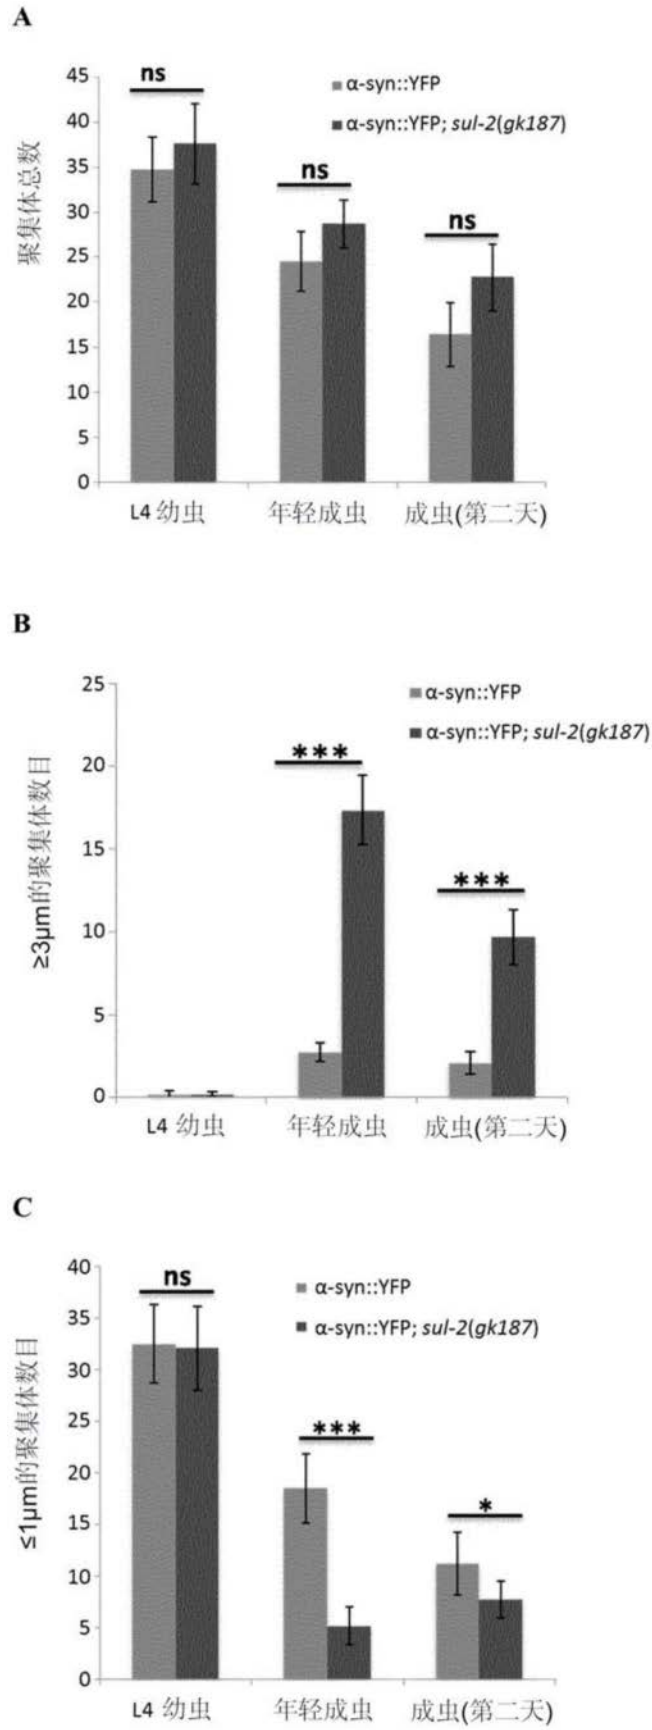 A
45
40
35
30
25
20
15
10
5
0
聚集体总数
ns
ns
ns
α-syn::YFP
α-syn::YFP; sul-2(gk187)
L4 幼虫
年轻成虫
成虫(第二天)
B
25
20
15
10
5
0
≥3μm的聚集体数目
***
***
α-syn::YFP
α-syn::YFP; sul-2(gk187)
L4 幼虫
年轻成虫
成虫(第二天)
C
40
35
30
25
20
15
10
5
0
≤1μm的聚集体数目
ns
***
*
α-syn::YFP
α-syn::YFP; sul-2(gk187)
L4 幼虫
年轻成虫
成虫(第二天)